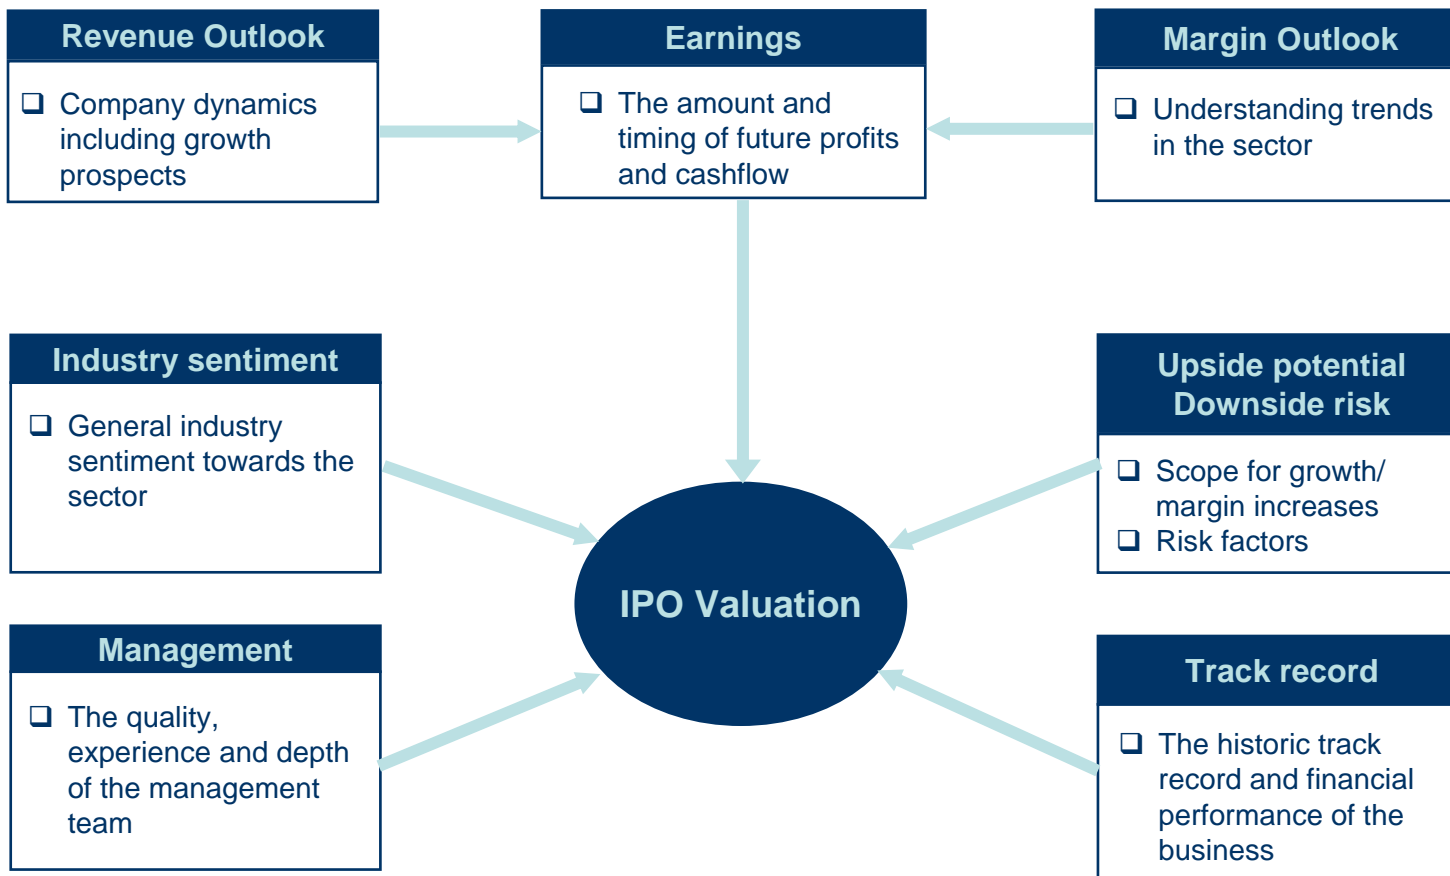 Revenue Outlook
❑ Company dynamics
including growth
prospects
Earnings
❑ The amount and
timing of future profits
and cashflow
Margin Outlook
❑ Understanding trends
in the sector
Industry sentiment
❑ General industry
sentiment towards the
sector
Upside potential
Downside risk
❑ Scope for growth/
margin increases
❑ Risk factors
IPO Valuation
Management
❑ The quality,
experience and depth
of the management
team
Track record
❑ The historic track
record and financial
performance of the
business